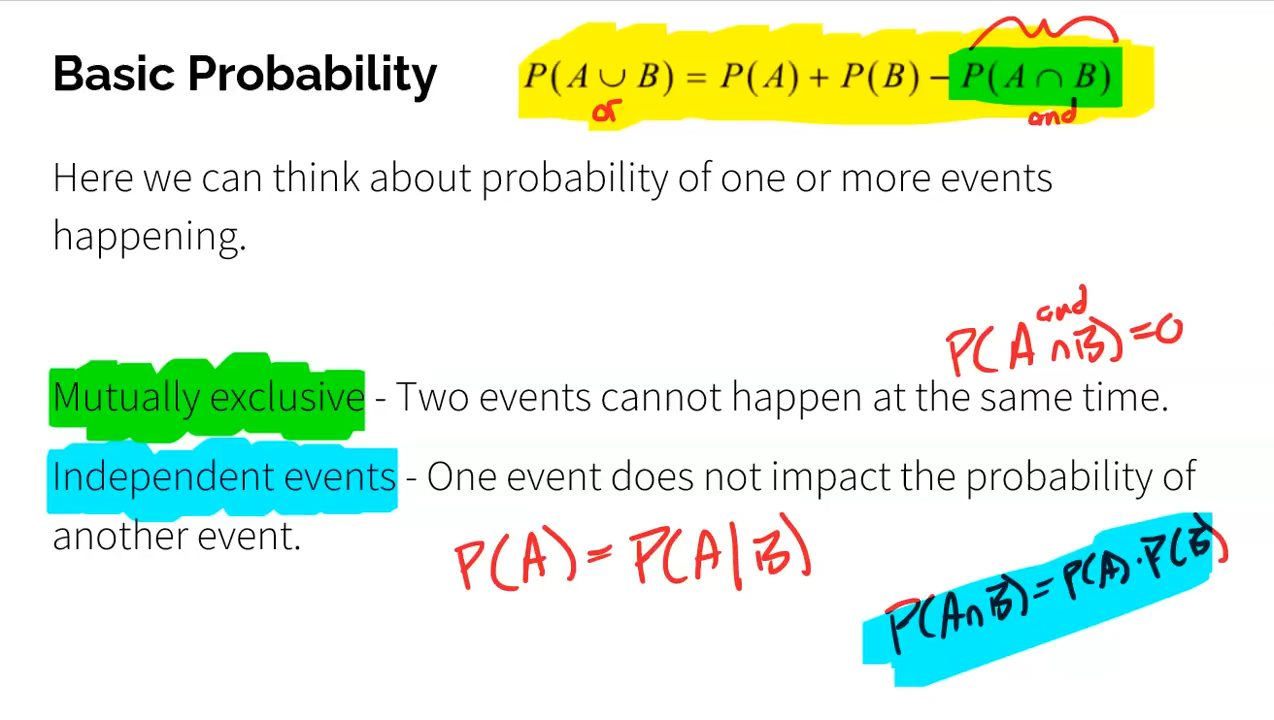 Basic Probability
P(A ∪ B) = P(A) + P(B) − P(A ∩ B)
or
and
Here we can think about probability of one or more events
happening.
and
P(A ∩ B) = 0
Mutually exclusive - Two events cannot happen at the same time.
Independent events - One event does not impact the probability of
another event.
P(A) = P(A|B)
P(A∩B) = P(A) · P(B)